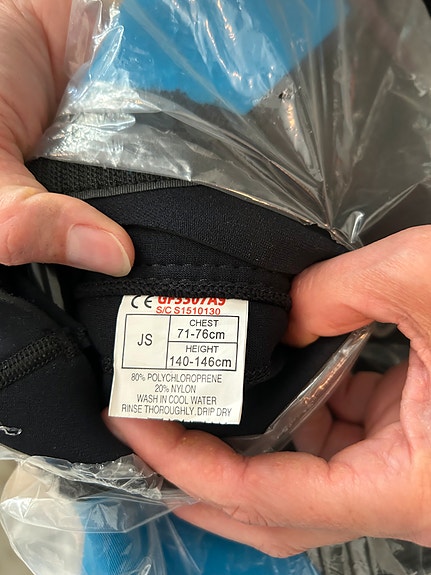 CE GF5507A9
S/C S1510130
JS
CHEST
71-76cm
HEIGHT
140-146cm
80% POLYCHLOROPRENE
20% NYLON
WASH IN COOL WATER
RINSE THOROUGHLY, DRIP DRY